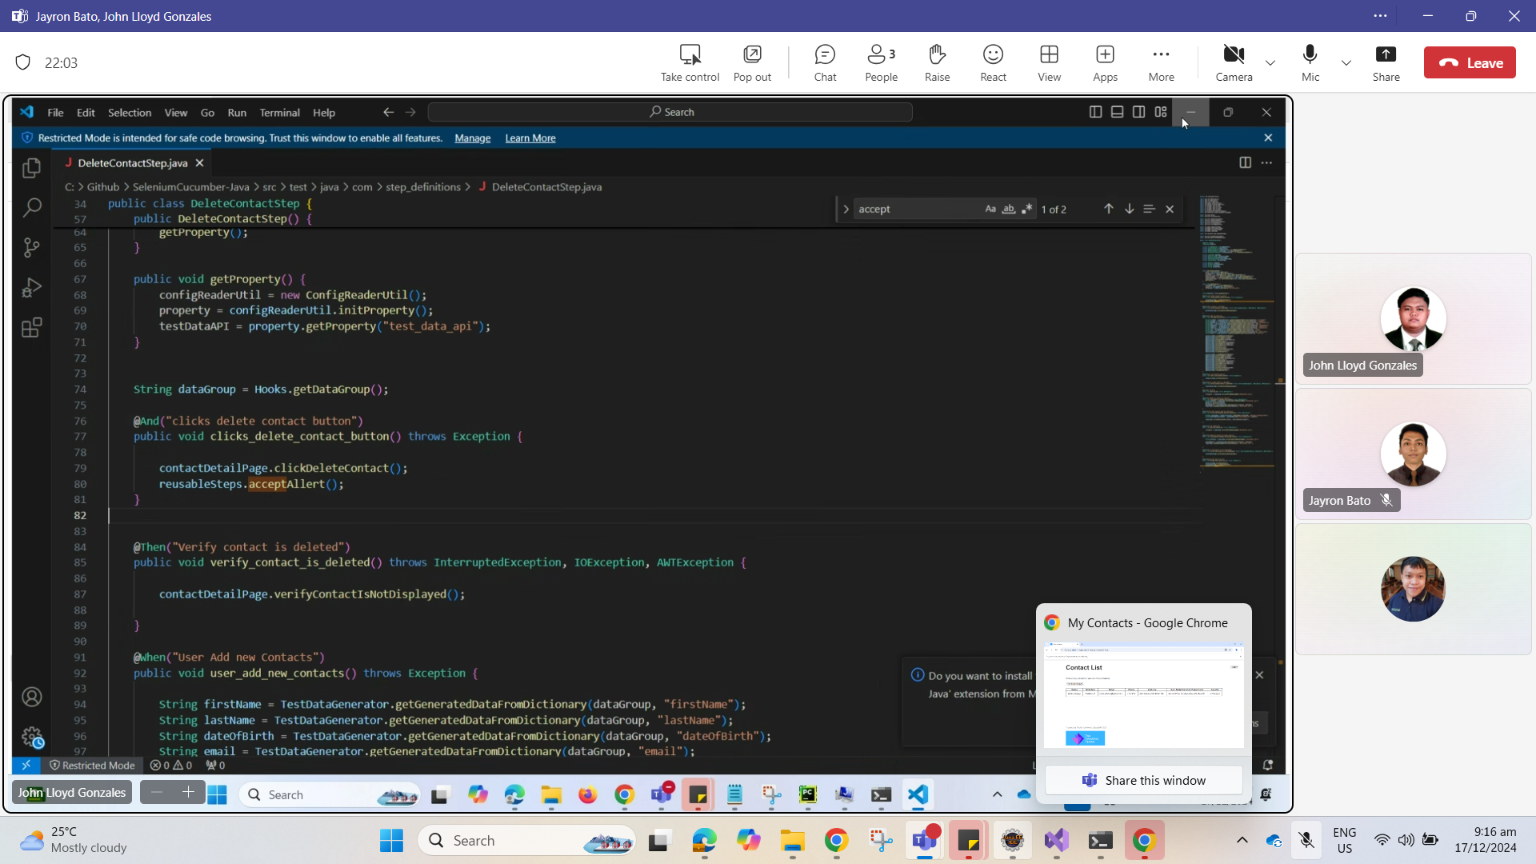 Jayron Bato, John Lloyd Gonzales
22:03
Take control
Pop out
Chat
3
People
Raise
React
View
Apps
More
Camera
Mic
Share
Leave
File Edit Selection View Go Run Terminal Help
Search
Restricted Mode is intended for safe code browsing. Trust this window to enable all features. Manage Learn More
J DeleteContactStep.java
C: > Github > SeleniumCucumber-Java > src > test > java > com > step_definitions > J DeleteContactStep.java
accept Aa ab 1 of 2
34 public class DeleteContactStep {
57 public DeleteContactStep() {
64 getProperty();
65 }
66
67 public void getProperty() {
68 configReaderUtil = new ConfigReaderUtil();
69 property = configReaderUtil.initProperty();
70 testDataAPI = property.getProperty("test_data_api");
71 }
72
73
74 String dataGroup = Hooks.getDataGroup();
75
76 @And("clicks delete contact button")
77 public void clicks_delete_contact_button() throws Exception {
78
79 contactDetailPage.clickDeleteContact();
80 reusableSteps.acceptAllert();
81 }
82
83
84 @Then("Verify contact is deleted")
85 public void verify_contact_is_deleted() throws InterruptedException, IOException, AWTException {
86
87 contactDetailPage.verifyContactIsNotDisplayed();
88
89 }
90
91 @When("User Add new Contacts")
92 public void user_add_new_contacts() throws Exception {
93
94 String firstName = TestDataGenerator.getGeneratedDataFromDictionary(dataGroup, "firstName");
95 String lastName = TestDataGenerator.getGeneratedDataFromDictionary(dataGroup, "lastName");
96 String dateOfBirth = TestDataGenerator.getGeneratedDataFromDictionary(dataGroup, "dateOfBirth");
97 String email = TestDataGenerator.getGeneratedDataFromDictionary(dataGroup, "email");
Do you want to install
Java' extension from M
My Contacts - Google Chrome
Contact List
Share this window
Restricted Mode 0 0 0
John Lloyd Gonzales
Search
John Lloyd Gonzales
Jayron Bato
25°C
Mostly cloudy
Search
ENG
US
9:16 am
17/12/2024